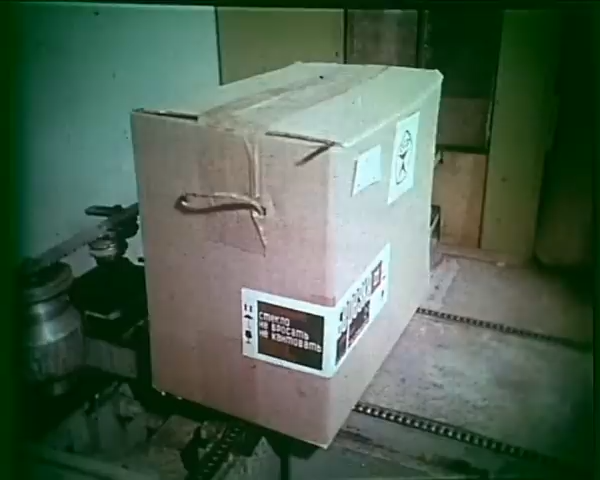 стекло
не бросать
не кантовать